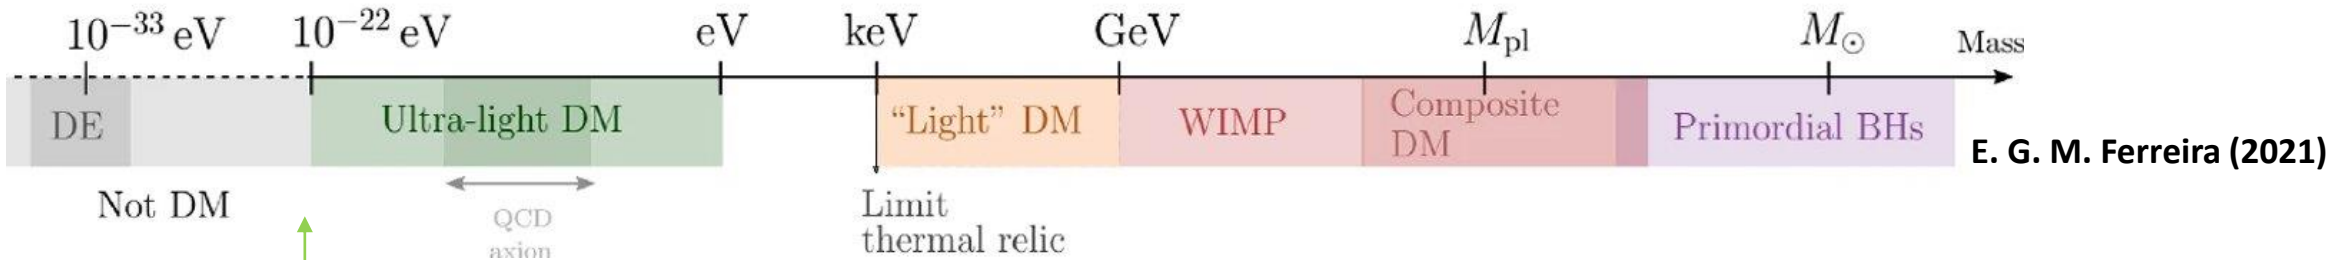 10⁻³³ eV 10⁻²² eV eV keV GeV M_pl M_⊙ Mass
DE Ultra-light DM “Light” DM WIMP Composite DM Primordial BHs
E. G. M. Ferreira (2021)
Not DM
QCD
axion
Limit
thermal relic